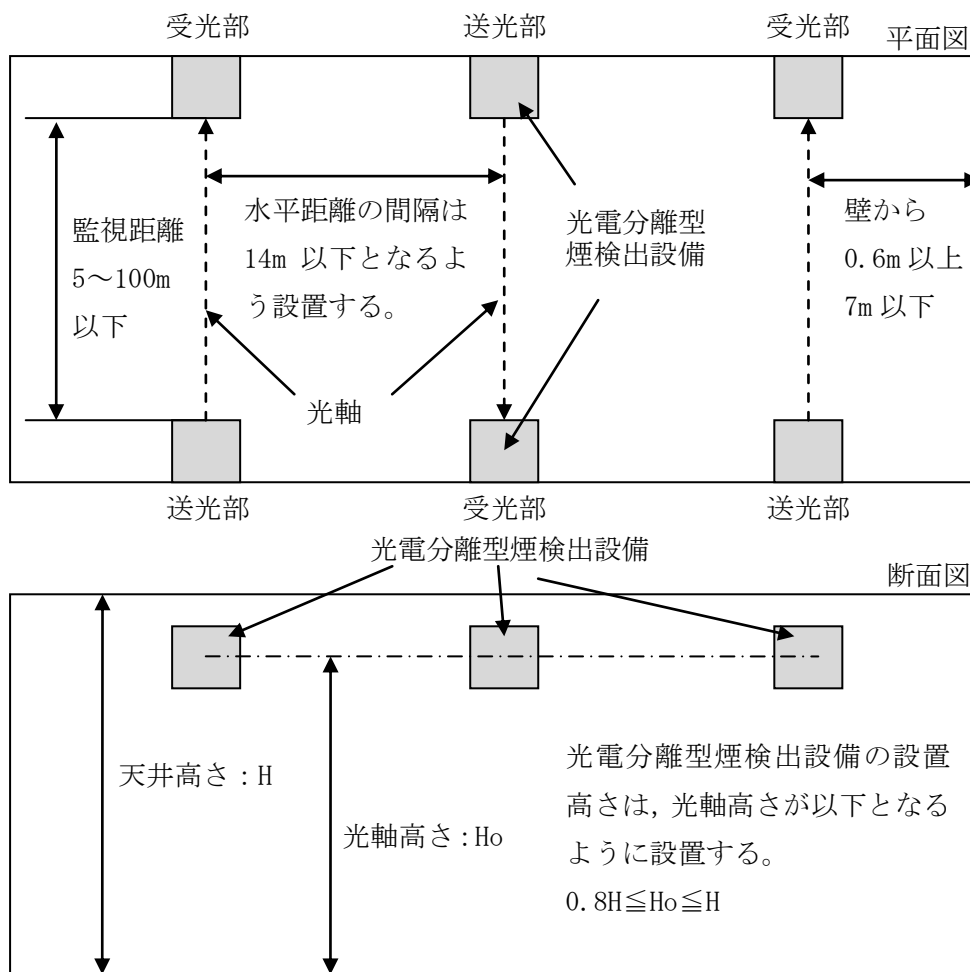 受光部
送光部
受光部
平面図
監視距離
5～100m
以下
水平距離の間隔は
14m 以下となるよ
う設置する。
光電分離型
煙検出設備
壁から
0.6m 以上
7m 以下
光軸
送光部
受光部
送光部
光電分離型煙検出設備
断面図
天井高さ：H
光軸高さ：Ho
光電分離型煙検出設備の設置
高さは，光軸高さが以下となる
ように設置する。
0.8H≦Ho≦H